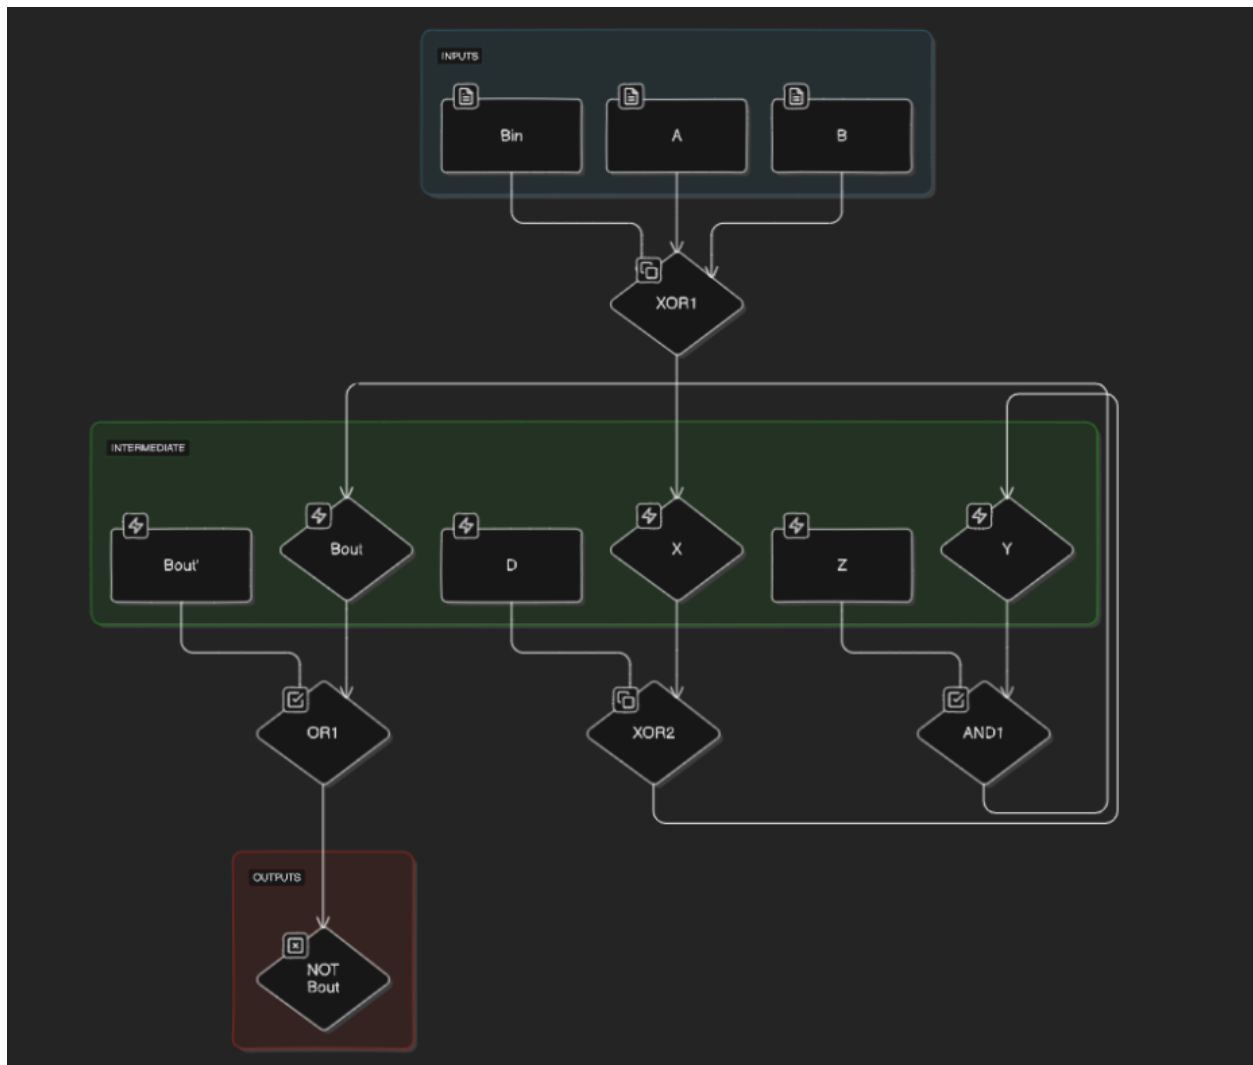 INPUTS
Bin
A
B
XOR1
INTERMEDIATE
Bout'
Bout
D
X
Z
Y
OR1
XOR2
AND1
OUTPUTS
NOT
Bout